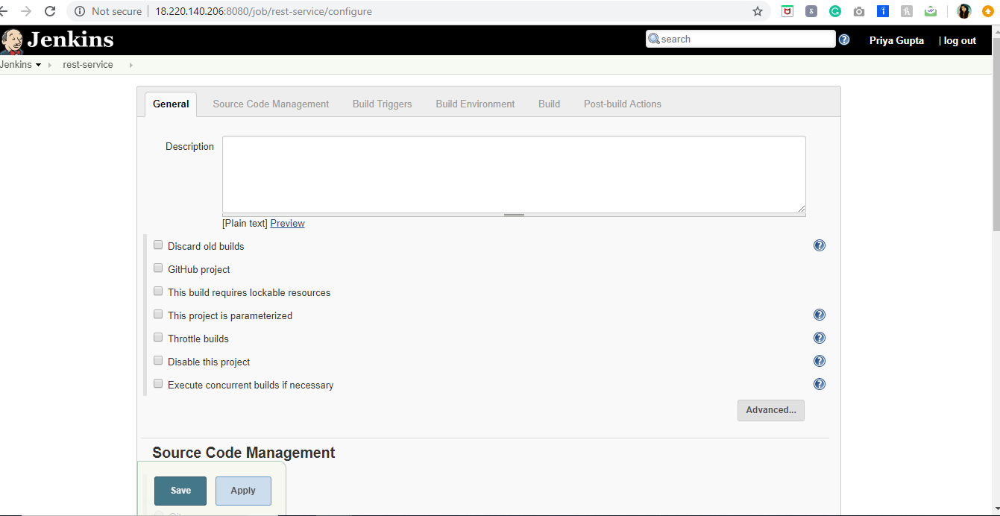 Not secure | 18.220.140.206:8080/job/rest-service/configure
Jenkins
search
Priya Gupta
| log out
Jenkins
rest-service
General
Source Code Management
Build Triggers
Build Environment
Build
Post-build Actions
Description
[Plain text] Preview
Discard old builds
GitHub project
This build requires lockable resources
This project is parameterized
Throttle builds
Disable this project
Execute concurrent builds if necessary
Advanced...
Source Code Management
Save
Apply